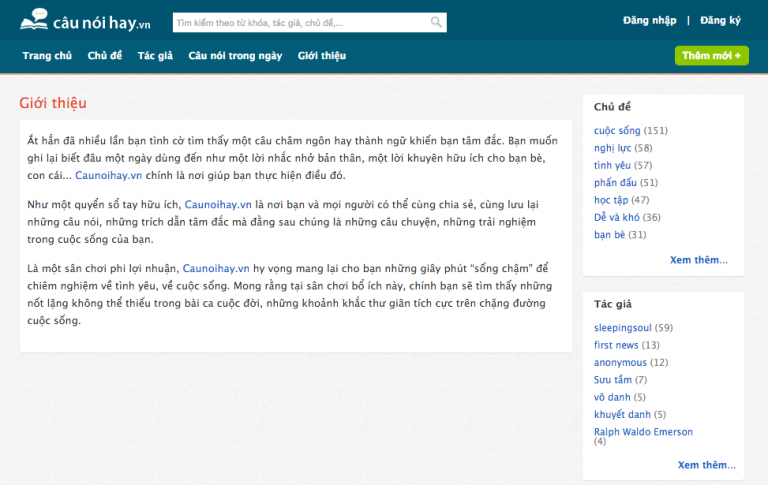 câu nói hay.vn
Tìm kiếm theo từ khóa, tác giả, chủ đề,...
Đăng nhập | Đăng ký
Trang chủ Chủ đề Tác giả Câu nói trong ngày Giới thiệu
Thêm mới +
Giới thiệu
Ắt hẳn đã nhiều lần bạn tình cờ tìm thấy một câu châm ngôn hay thành ngữ khiến bạn tâm đắc. Bạn muốn
ghi lại biết đâu một ngày dùng đến như một lời nhắc nhở bản thân, một lời khuyên hữu ích cho bạn bè,
con cái... Caunoihay.vn chính là nơi giúp bạn thực hiện điều đó.
Như một quyển sổ tay hữu ích, Caunoihay.vn là nơi bạn và mọi người có thể cùng chia sẻ, cùng lưu lại
những câu nói, những trích dẫn tâm đắc mà đằng sau chúng là những câu chuyện, những trải nghiệm
trong cuộc sống của bạn.
Là một sân chơi phi lợi nhuận, Caunoihay.vn hy vọng mang lại cho bạn những giây phút “sống chậm” để
chiêm nghiệm về tình yêu, về cuộc sống. Mong rằng tại sân chơi bổ ích này, chính bạn sẽ tìm thấy những
nốt lặng không thể thiếu trong bài ca cuộc đời, những khoảnh khắc thư giãn tích cực trên chặng đường
cuộc sống.
Chủ đề
cuộc sống (151)
nghị lực (58)
tình yêu (57)
phấn đấu (51)
học tập (47)
Dễ và khó (36)
bạn bè (31)
Xem thêm...
Tác giả
sleepingsoul (59)
first news (13)
anonymous (12)
Sưu tầm (7)
vô danh (5)
khuyết danh (5)
Ralph Waldo Emerson
(4)
Xem thêm...